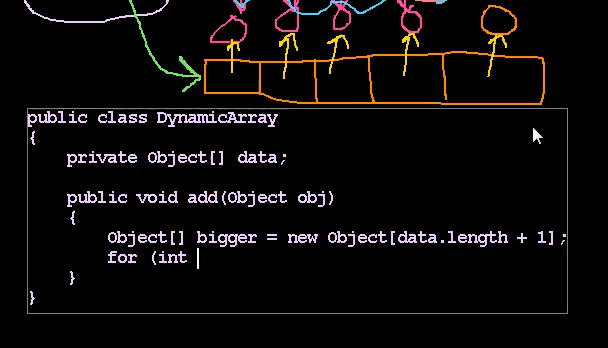 public class DynamicArray
{
    private Object[] data;

    public void add(Object obj)
    {
        Object[] bigger = new Object[data.length + 1];
        for (int
    }
}